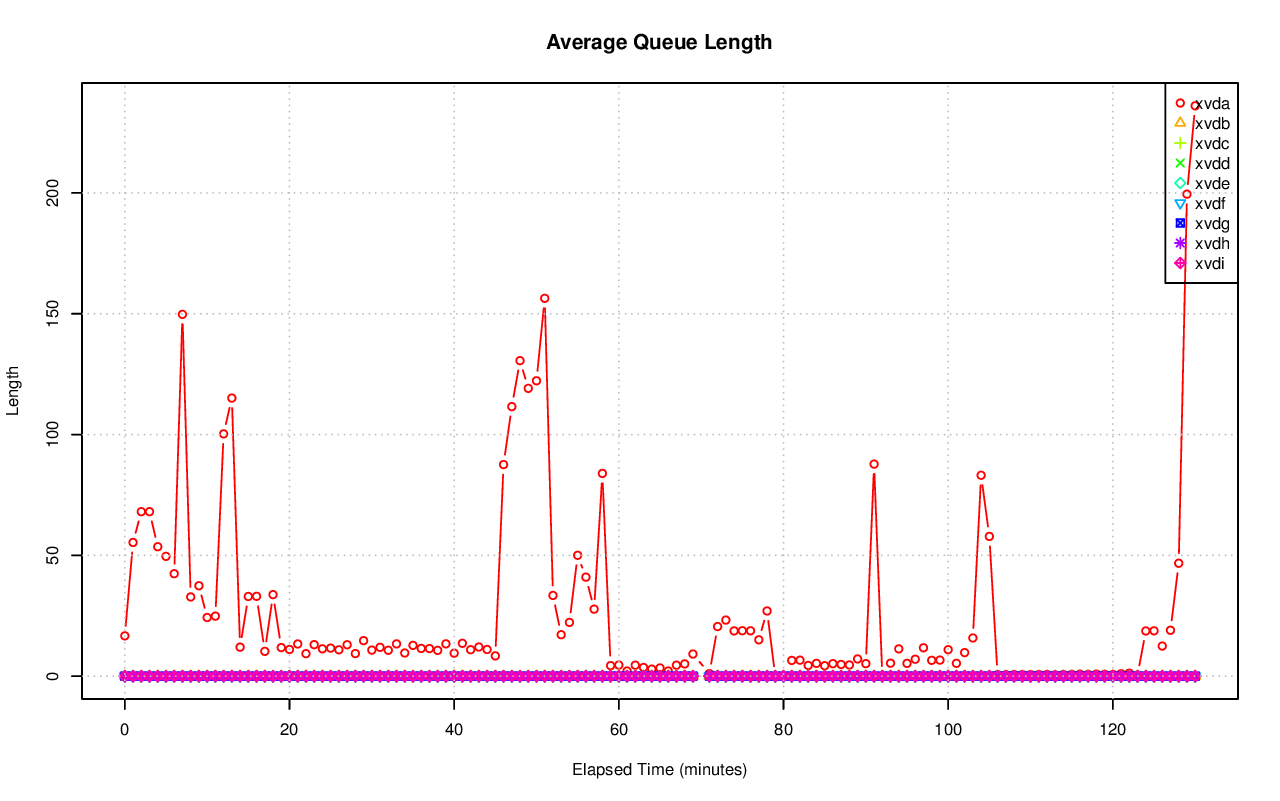 Average Queue Length
Length
200
150
100
50
0
0 20 40 60 80 100 120
Elapsed Time (minutes)
xvda
xvdb
xvdc
xvdd
xvde
xvdf
xvdg
xvdh
xvdi